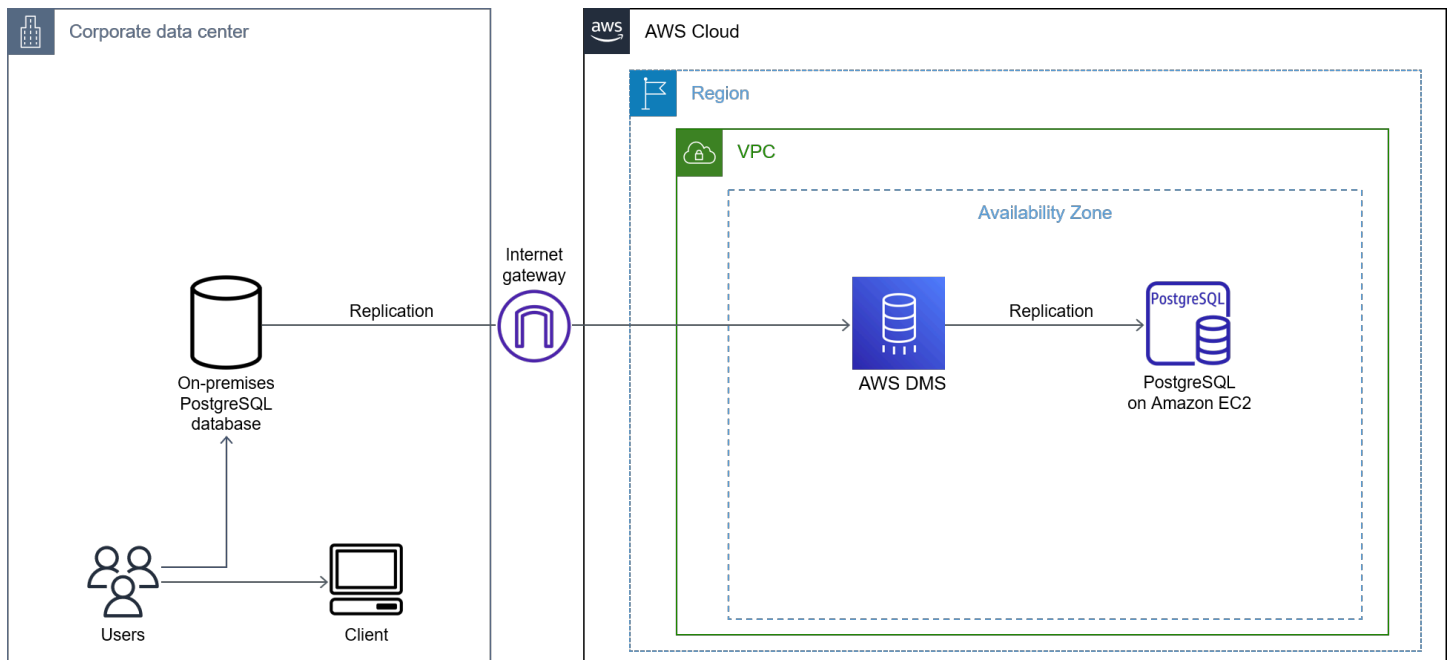 Corporate data center
aws
AWS Cloud
Region
VPC
Availability Zone
Internet
gateway
Replication
Replication
PostgreSQL
On-premises
PostgreSQL
database
AWS DMS
PostgreSQL
on Amazon EC2
Users
Client